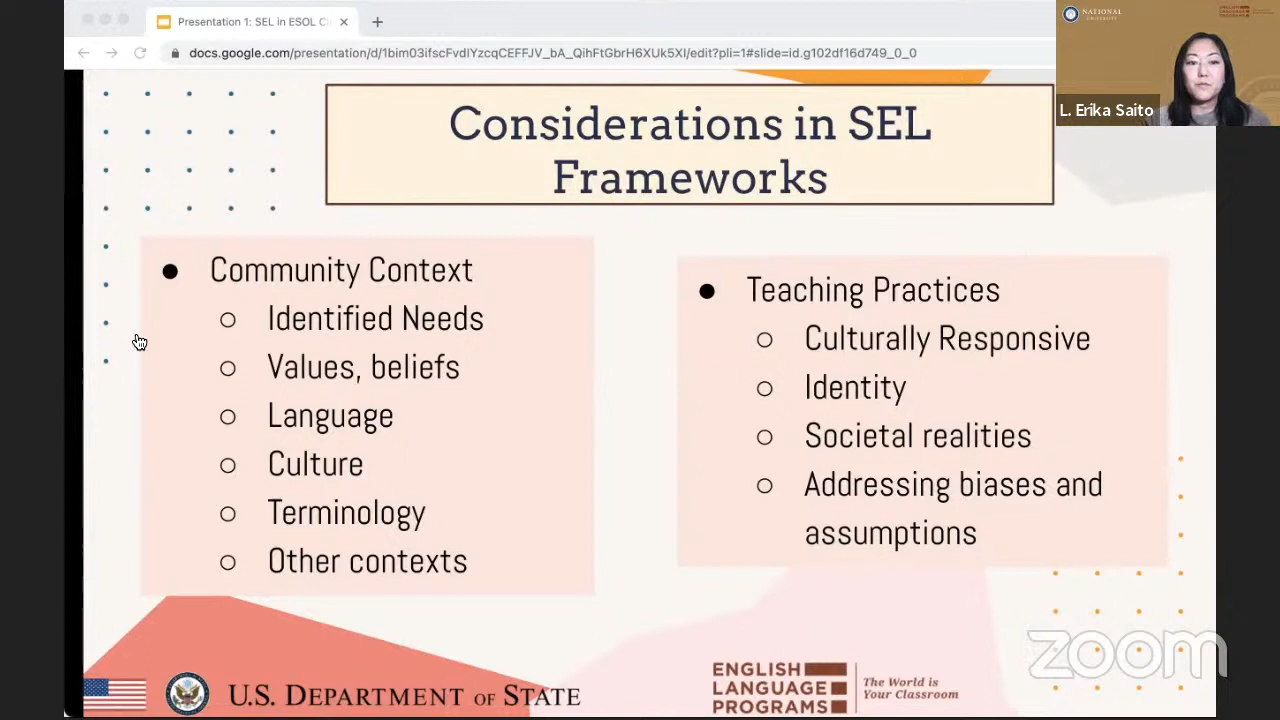 Presentation 1: SEL in ESOL Cl
docs.google.com/presentation/d/1bim03ifscFvdIYzcqCEFFJV_bA_QihFtGbrH6XUk5XI/edit?pli=1#slide=id.g102df16d749_0_0
NATIONAL
UNIVERSITY
L. Erika Saito
Considerations in SEL
Frameworks
● Community Context
○ Identified Needs
○ Values, beliefs
○ Language
○ Culture
○ Terminology
○ Other contexts
● Teaching Practices
○ Culturally Responsive
○ Identity
○ Societal realities
○ Addressing biases and
assumptions
zoom
U.S. DEPARTMENT OF STATE
ENGLISH
LANGUAGE
PROGRAMS
The World is
Your Classroom